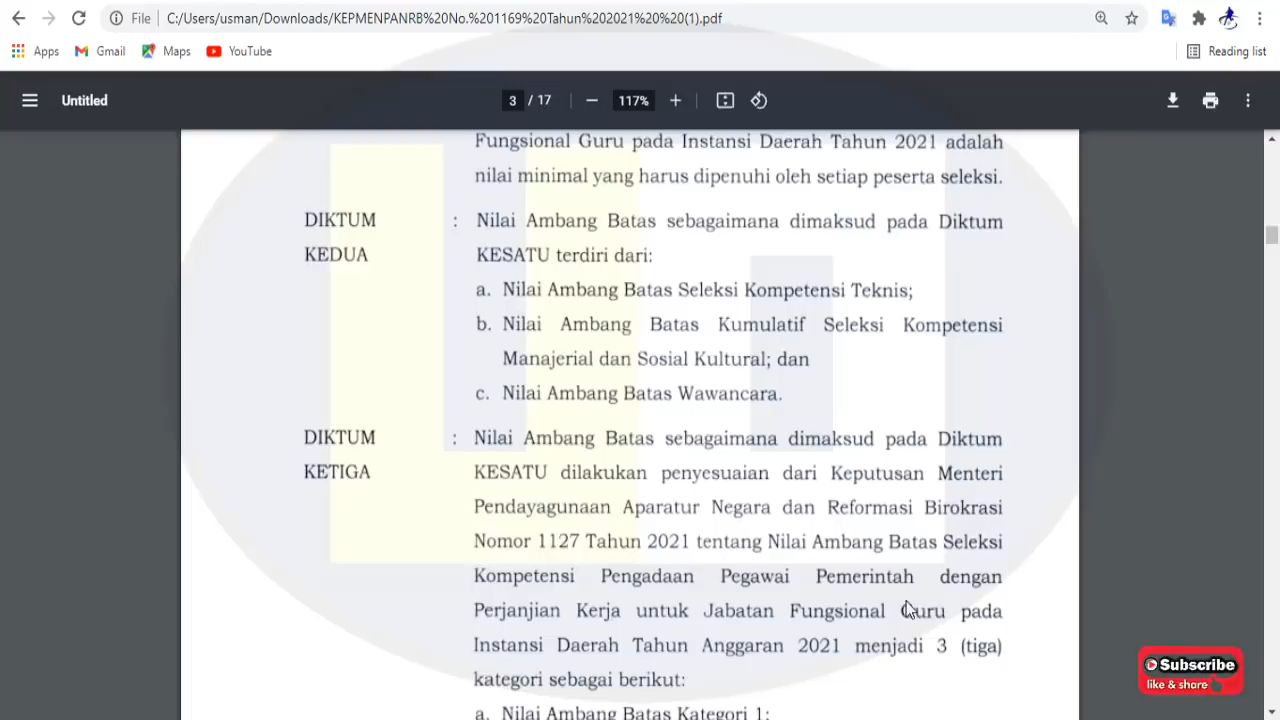 File C:/Users/usman/Downloads/KEPMENPANRB%20No.%201169%20Tahun%202021%20%20(1).pdf
Apps Gmail Maps YouTube Reading list
Untitled 3 / 17 117%
Fungsional Guru pada Instansi Daerah Tahun 2021 adalah
nilai minimal yang harus dipenuhi oleh setiap peserta seleksi.
DIKTUM : Nilai Ambang Batas sebagaimana dimaksud pada Diktum
KEDUA KESATU terdiri dari:
a. Nilai Ambang Batas Seleksi Kompetensi Teknis;
b. Nilai Ambang Batas Kumulatif Seleksi Kompetensi
Manajerial dan Sosial Kultural; dan
c. Nilai Ambang Batas Wawancara.
DIKTUM : Nilai Ambang Batas sebagaimana dimaksud pada Diktum
KETIGA KESATU dilakukan penyesuaian dari Keputusan Menteri
Pendayagunaan Aparatur Negara dan Reformasi Birokrasi
Nomor 1127 Tahun 2021 tentang Nilai Ambang Batas Seleksi
Kompetensi Pengadaan Pegawai Pemerintah dengan
Perjanjian Kerja untuk Jabatan Fungsional Guru pada
Instansi Daerah Tahun Anggaran 2021 menjadi 3 (tiga)
kategori sebagai berikut:
a. Nilai Ambang Batas Kategori 1:
Subscribe
like & share